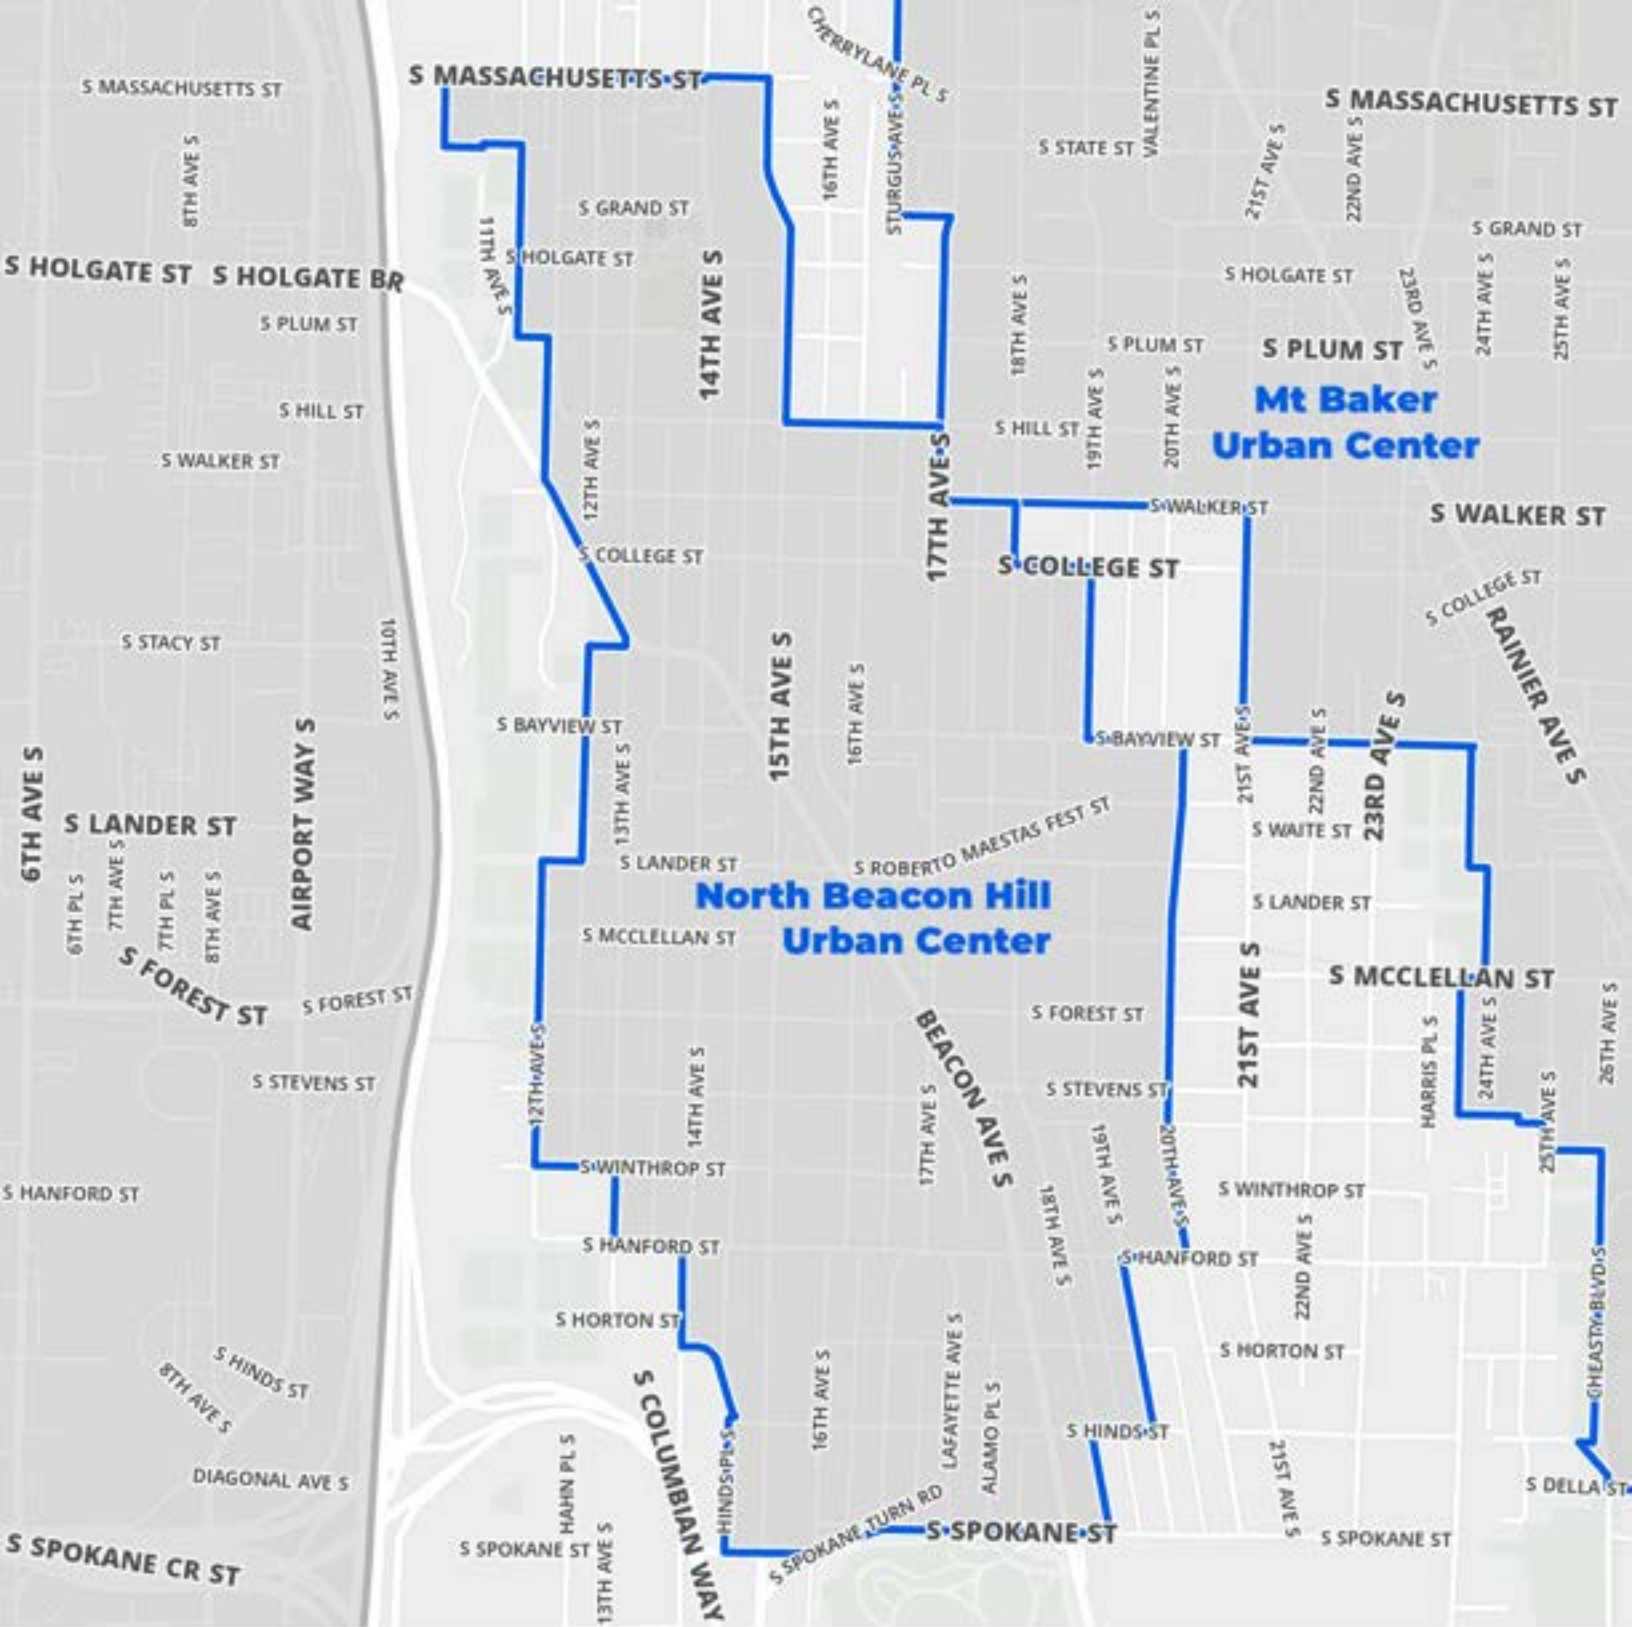 CHERRYLANE PL S
VALENTINE PL S
S MASSACHUSETTS ST
S MASSACHUSETTS ST
S MASSACHUSETTS ST
8TH AVE S
16TH AVE S
STURGUS AVE S
S STATE ST
21ST AVE S
22ND AVE S
S GRAND ST
S GRAND ST
11TH AVE S
S HOLGATE ST
S HOLGATE BR
S HOLGATE ST
S HOLGATE ST
14TH AVE S
18TH AVE S
23RD AVE S
24TH AVE S
25TH AVE S
S PLUM ST
S PLUM ST
S PLUM ST
Mt Baker
Urban Center
S HILL ST
S HILL ST
19TH AVE S
20TH AVE S
S WALKER ST
12TH AVE S
17TH AVE S
S WALKER ST
S WALKER ST
S COLLEGE ST
S COLLEGE ST
S COLLEGE ST
RAINIER AVE S
S STACY ST
10TH AVE S
15TH AVE S
16TH AVE S
S BAYVIEW ST
S BAYVIEW ST
21ST AVE S
22ND AVE S
23RD AVE S
6TH AVE S
AIRPORT WAY S
13TH AVE S
S LANDER ST
S ROBERTO MAESTAS FEST ST
S WAITE ST
S LANDER ST
S LANDER ST
6TH PL S
7TH AVE S
7TH PL S
8TH AVE S
North Beacon Hill
Urban Center
S MCCLELLAN ST
S MCCLELLAN ST
S FOREST ST
S FOREST ST
S FOREST ST
BEACON AVE S
21ST AVE S
HARRIS PL S
24TH AVE S
26TH AVE S
12TH AVE S
14TH AVE S
S STEVENS ST
S STEVENS ST
17TH AVE S
19TH AVE S
20TH AVE S
25TH AVE S
S WINTHROP ST
S WINTHROP ST
S HANFORD ST
18TH AVE S
S HANFORD ST
S HANFORD ST
22ND AVE S
CHEASTY BLVD S
S HORTON ST
S HORTON ST
S HINDS ST
8TH AVE S
S COLUMBIAN WAY
16TH AVE S
LAFAYETTE AVE S
ALAMO PL S
S HINDS ST
21ST AVE S
DIAGONAL AVE S
HAHN PL S
HINDS PL S
S DELLA ST
S SPOKANE CR ST
S SPOKANE ST
13TH AVE S
S SPOKANE TURN RD
S SPOKANE ST
S SPOKANE ST